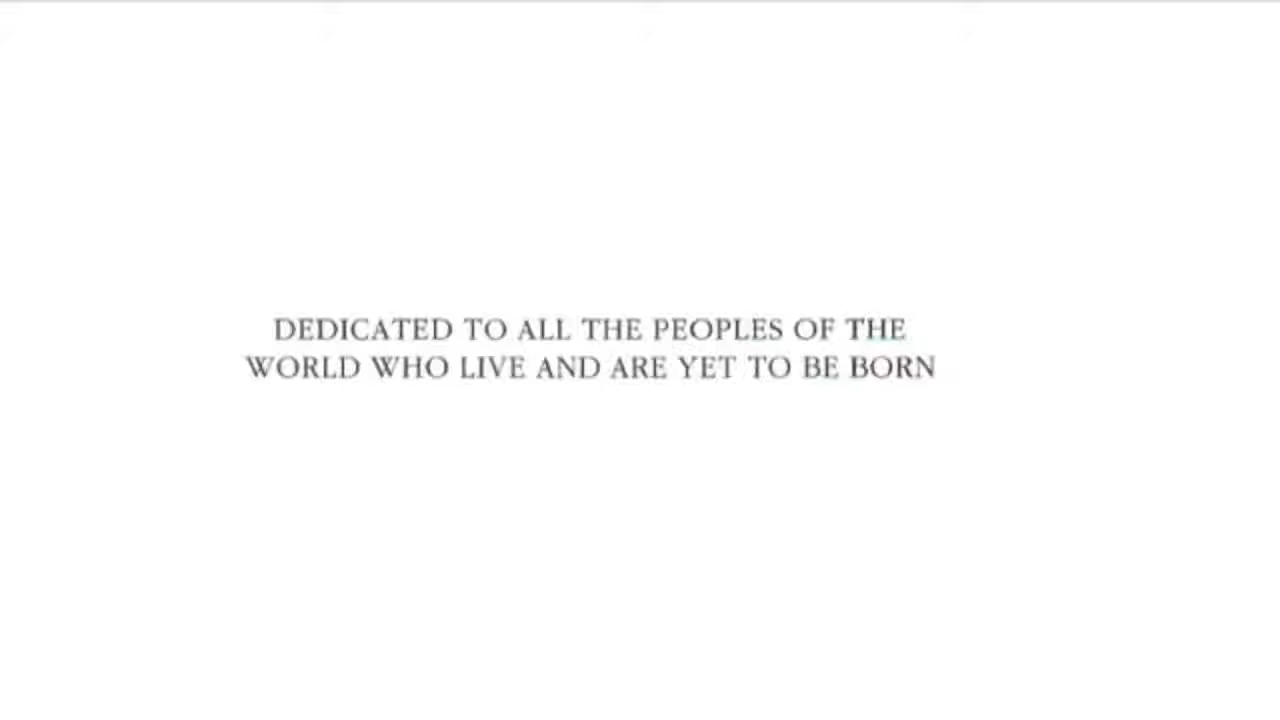 DEDICATED TO ALL THE PEOPLES OF THE
WORLD WHO LIVE AND ARE YET TO BE BORN